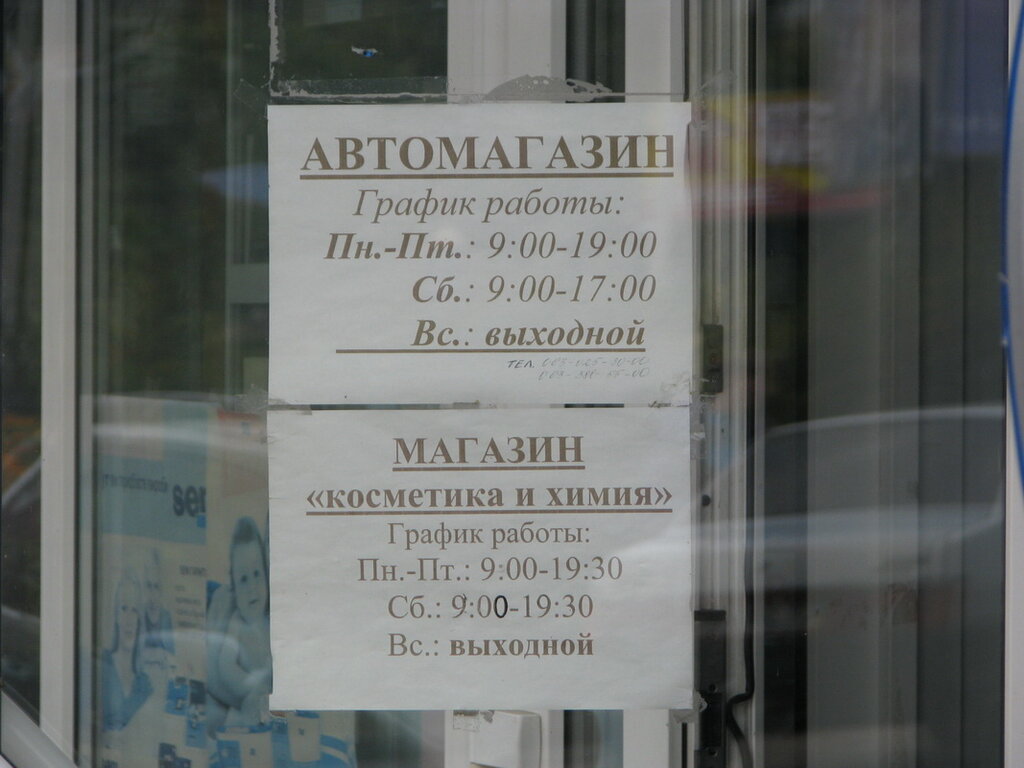 АВТОМАГАЗИН
График работы:
Пн.-Пт.: 9:00-19:00
Сб.: 9:00-17:00
Вс.: выходной
ТЕЛ.
МАГАЗИН
«косметика и химия»
График работы:
Пн.-Пт.: 9:00-19:30
Сб.: 9:00-19:30
Вс.: выходной